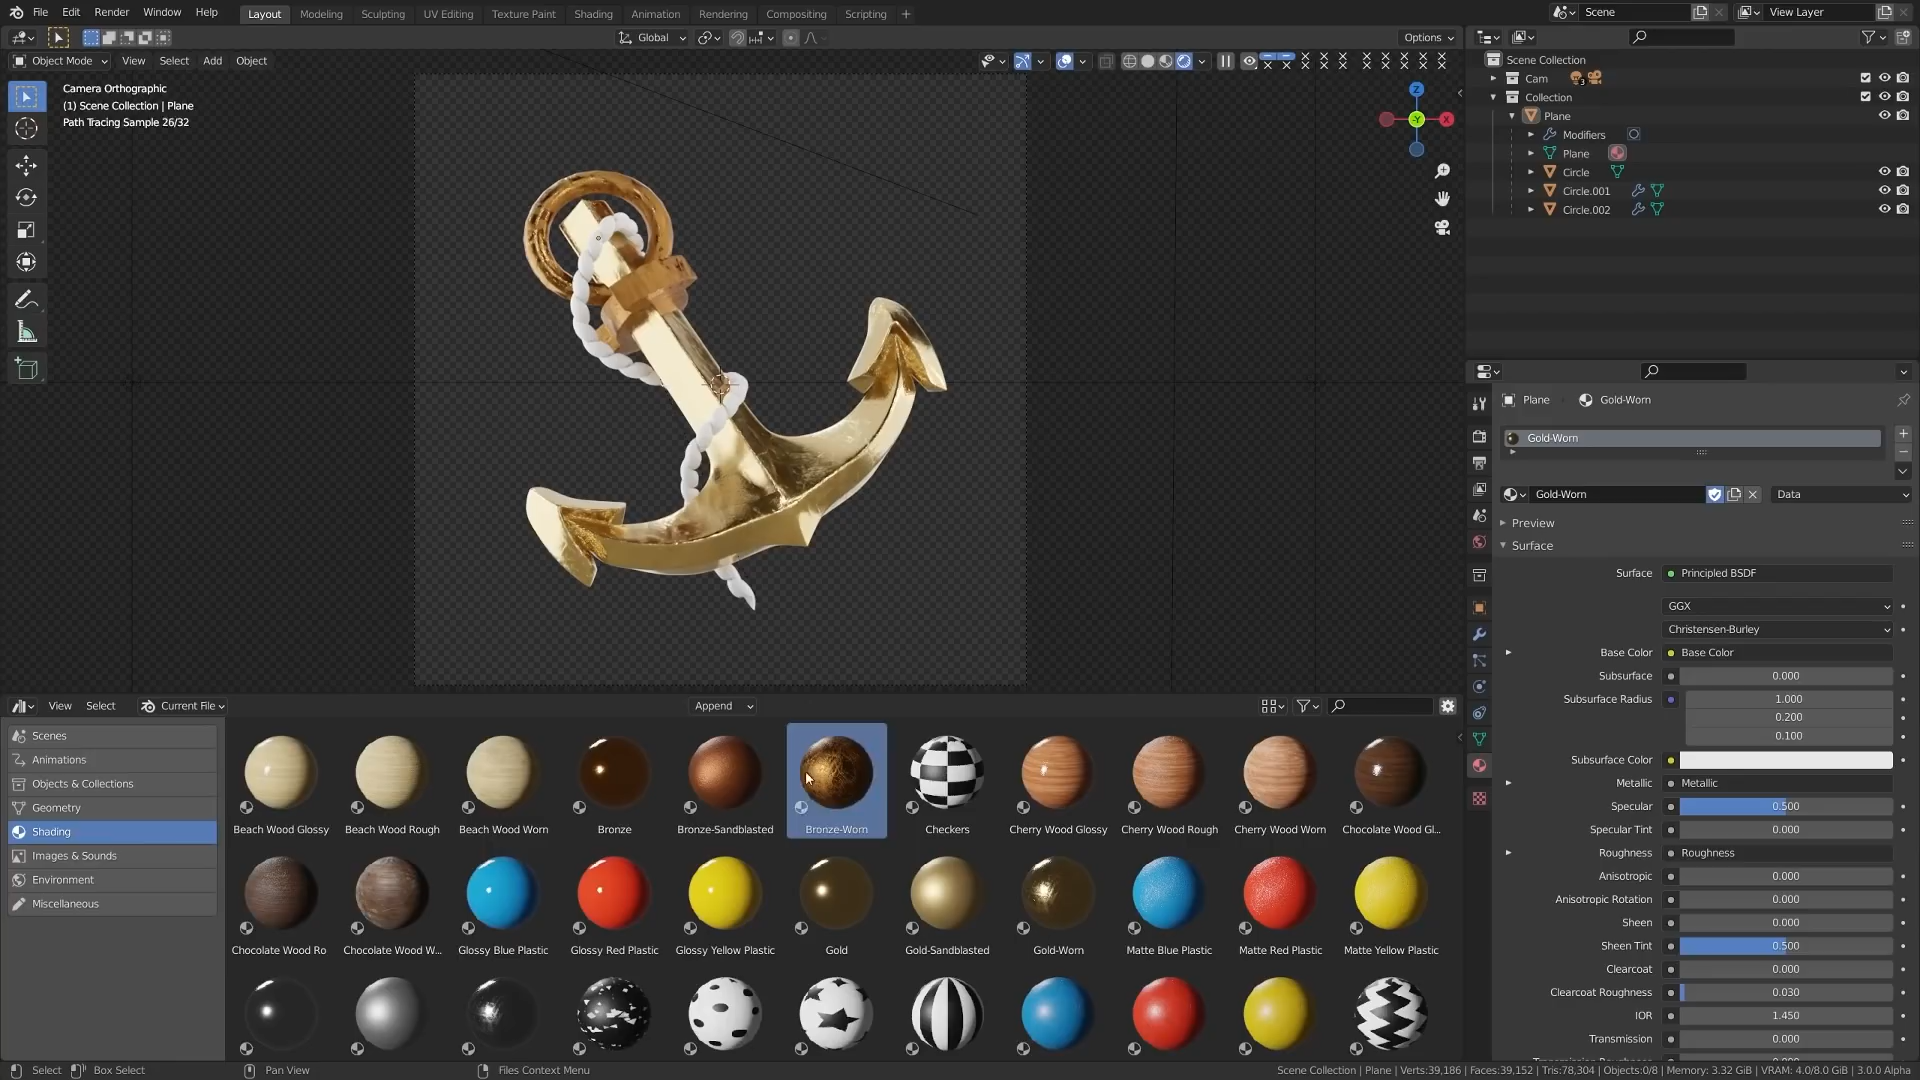 File Edit Render Window Help
Layout Modeling Sculpting UV Editing Texture Paint Shading Animation Rendering Compositing Scripting +
Scene
View Layer
Global
Options
Object Mode View Select Add Object
Camera Orthographic
(1) Scene Collection | Plane
Path Tracing Sample 26/32
Z
Y
X
Scene Collection
Cam
3
Collection
Plane
Modifiers
Plane
Circle
Circle.001
Circle.002
Plane Gold-Worn
Gold-Worn
Gold-Worn
Data
Preview
Surface
Surface Principled BSDF
GGX
Christensen-Burley
Base Color Base Color
Subsurface 0.000
Subsurface Radius 1.000
0.200
0.100
Subsurface Color
Metallic Metallic
Specular 0.500
Specular Tint 0.000
Roughness Roughness
Anisotropic 0.000
Anisotropic Rotation 0.000
Sheen 0.000
Sheen Tint 0.500
Clearcoat 0.000
Clearcoat Roughness 0.030
IOR 1.450
Transmission 0.000
View Select Current File Append
Scenes
Animations
Objects & Collections
Geometry
Shading
Images & Sounds
Environment
Miscellaneous
Beach Wood Glossy Beach Wood Rough Beach Wood Worn Bronze Bronze-Sandblasted Bronze-Worn Checkers Cherry Wood Glossy Cherry Wood Rough Cherry Wood Worn Chocolate Wood Gl...
Chocolate Wood Ro Chocolate Wood W... Glossy Blue Plastic Glossy Red Plastic Glossy Yellow Plastic Gold Gold-Sandblasted Gold-Worn Matte Blue Plastic Matte Red Plastic Matte Yellow Plastic
Select Box Select Pan View Files Context Menu
Scene Collection | Plane | Verts:39,186 | Faces:39,152 | Tris:78,304 | Objects:0/8 | Memory: 3.32 GiB | VRAM: 4.0/8.0 GiB | 3.0.0 Alpha